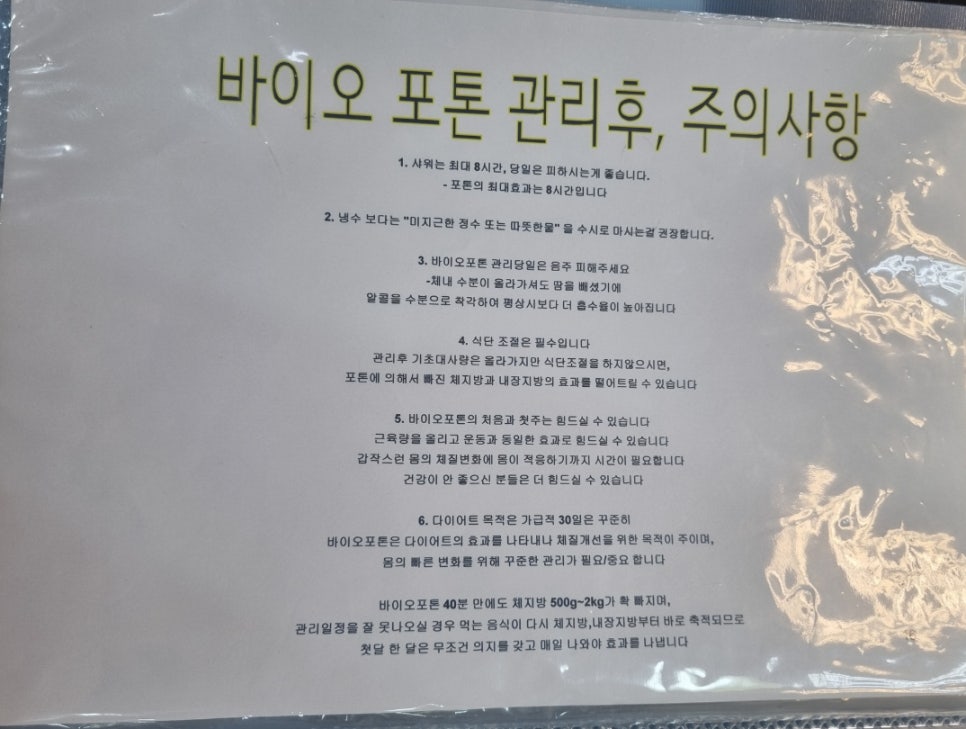 바이오 포톤 관리후, 주의사항
1. 샤워는 최대 8시간, 당일은 피하시는게 좋습니다.
- 포톤의 최대효과는 8시간입니다
2. 냉수 보다는 "미지근한 정수 또는 따뜻한물" 을 수시로 마시는걸 권장합니다.
3. 바이오포톤 관리당일은 음주 피해주세요
-체내 수분이 올라가셔도 땀을 빼셨기에
알콜을 수분으로 착각하여 평상시보다 더 흡수율이 높아집니다
4. 식단 조절은 필수입니다
관리후 기초대사량은 올라가지만 식단조절을 하지않으시면,
포톤에 의해서 빠진 체지방과 내장지방의 효과를 떨어트릴 수 있습니다
5. 바이오포톤의 처음과 첫주는 힘드실 수 있습니다
근육량을 올리고 운동과 동일한 효과로 힘드실 수 있습니다
갑작스런 몸의 체질변화에 몸이 적응하기까지 시간이 필요합니다
건강이 안 좋으신 분들은 더 힘드실 수 있습니다
6. 다이어트 목적은 가급적 30일은 꾸준히
바이오포톤은 다이어트의 효과를 나타내나 체질개선을 위한 목적이 주이며,
몸의 빠른 변화를 위해 꾸준한 관리가 필요/중요 합니다
바이오포톤 40분 만에도 체지방 500g~2kg가 확 빠지며,
관리일정을 잘 못나오실 경우 먹는 음식이 다시 체지방,내장지방부터 바로 축적되므로
첫달 한 달은 무조건 의지를 갖고 매일 나와야 효과를 나냅니다